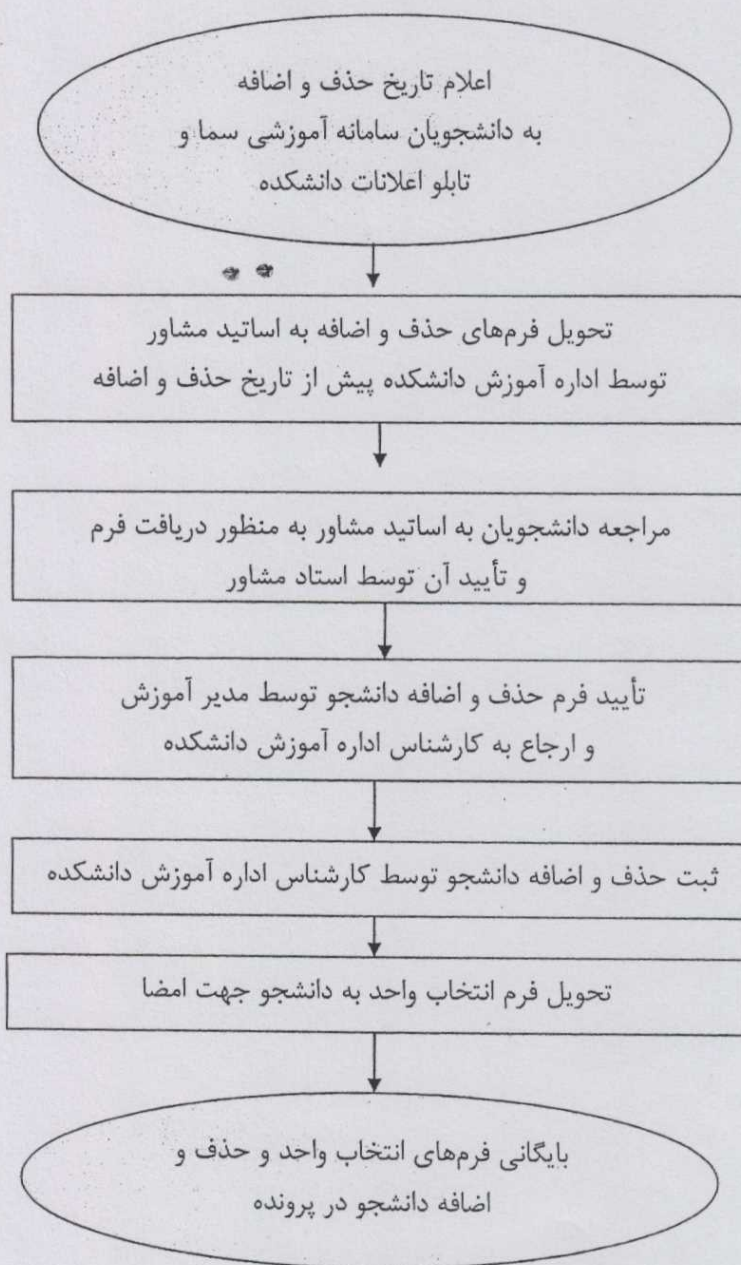 اعلام تاریخ حذف و اضافه
به دانشجویان سامانه آموزشی سما و
تابلو اعلانات دانشکده
تحویل فرم‌های حذف و اضافه به اساتید مشاور
توسط اداره آموزش دانشکده پیش از تاریخ حذف و اضافه
مراجعه دانشجویان به اساتید مشاور به منظور دریافت فرم
و تأیید آن توسط استاد مشاور
تأیید فرم حذف و اضافه دانشجو توسط مدیر آموزش
و ارجاع به کارشناس اداره آموزش دانشکده
ثبت حذف و اضافه دانشجو توسط کارشناس اداره آموزش دانشکده
تحویل فرم انتخاب واحد به دانشجو جهت امضا
بایگانی فرم‌های انتخاب واحد و حذف و
اضافه دانشجو در پرونده